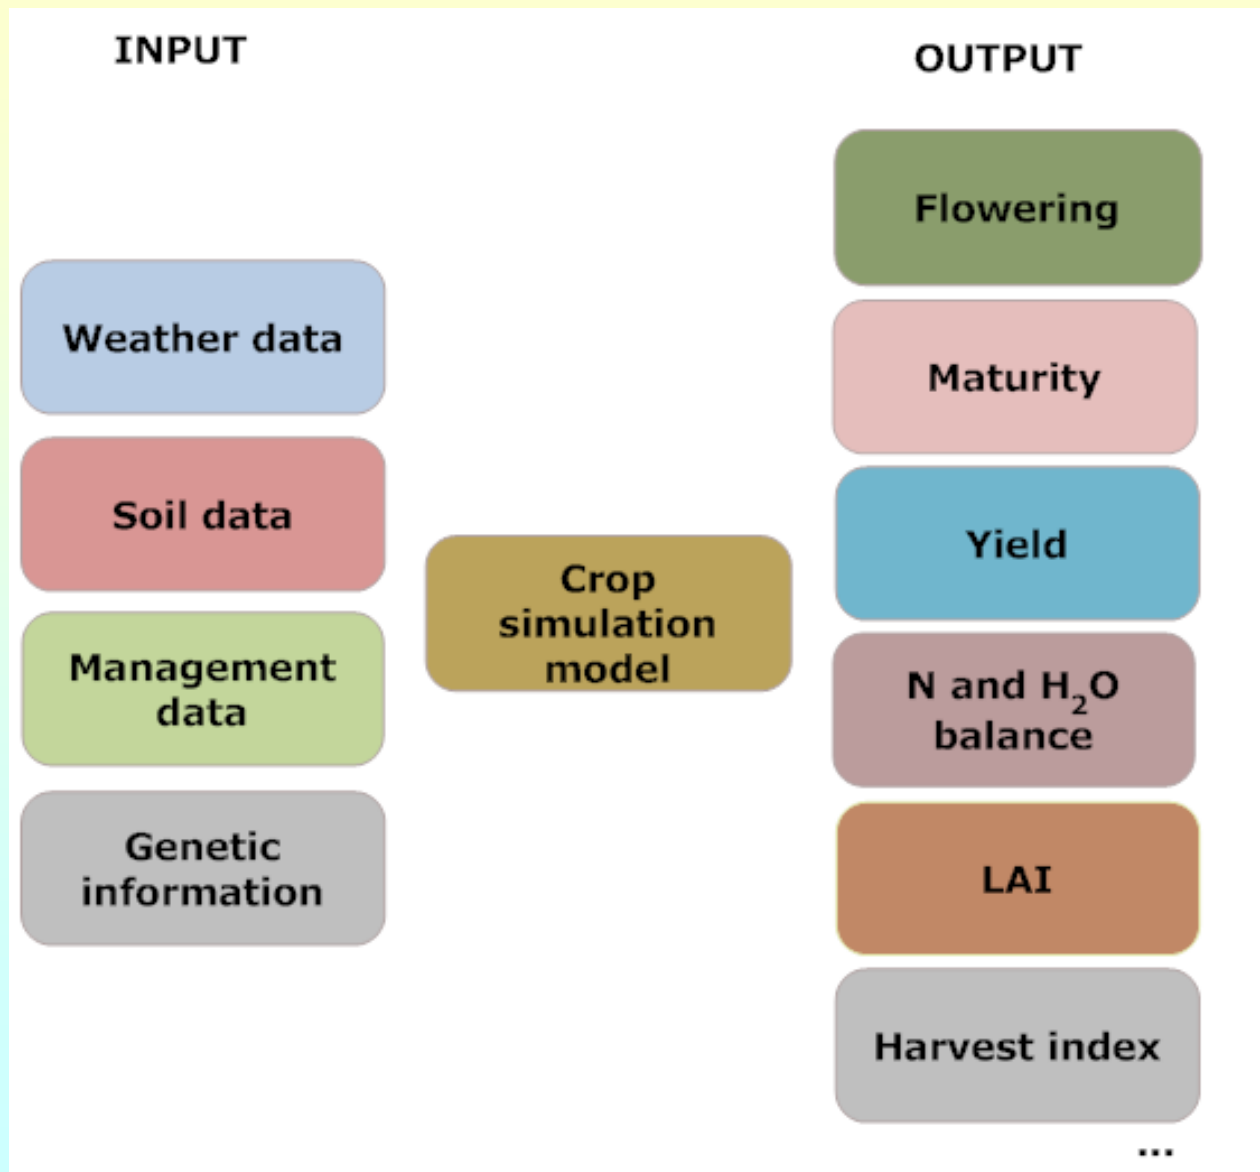 INPUT
OUTPUT
Weather data
Soil data
Management
data
Genetic
information
Crop
simulation
model
Flowering
Maturity
Yield
N and H₂O
balance
LAI
Harvest index
...